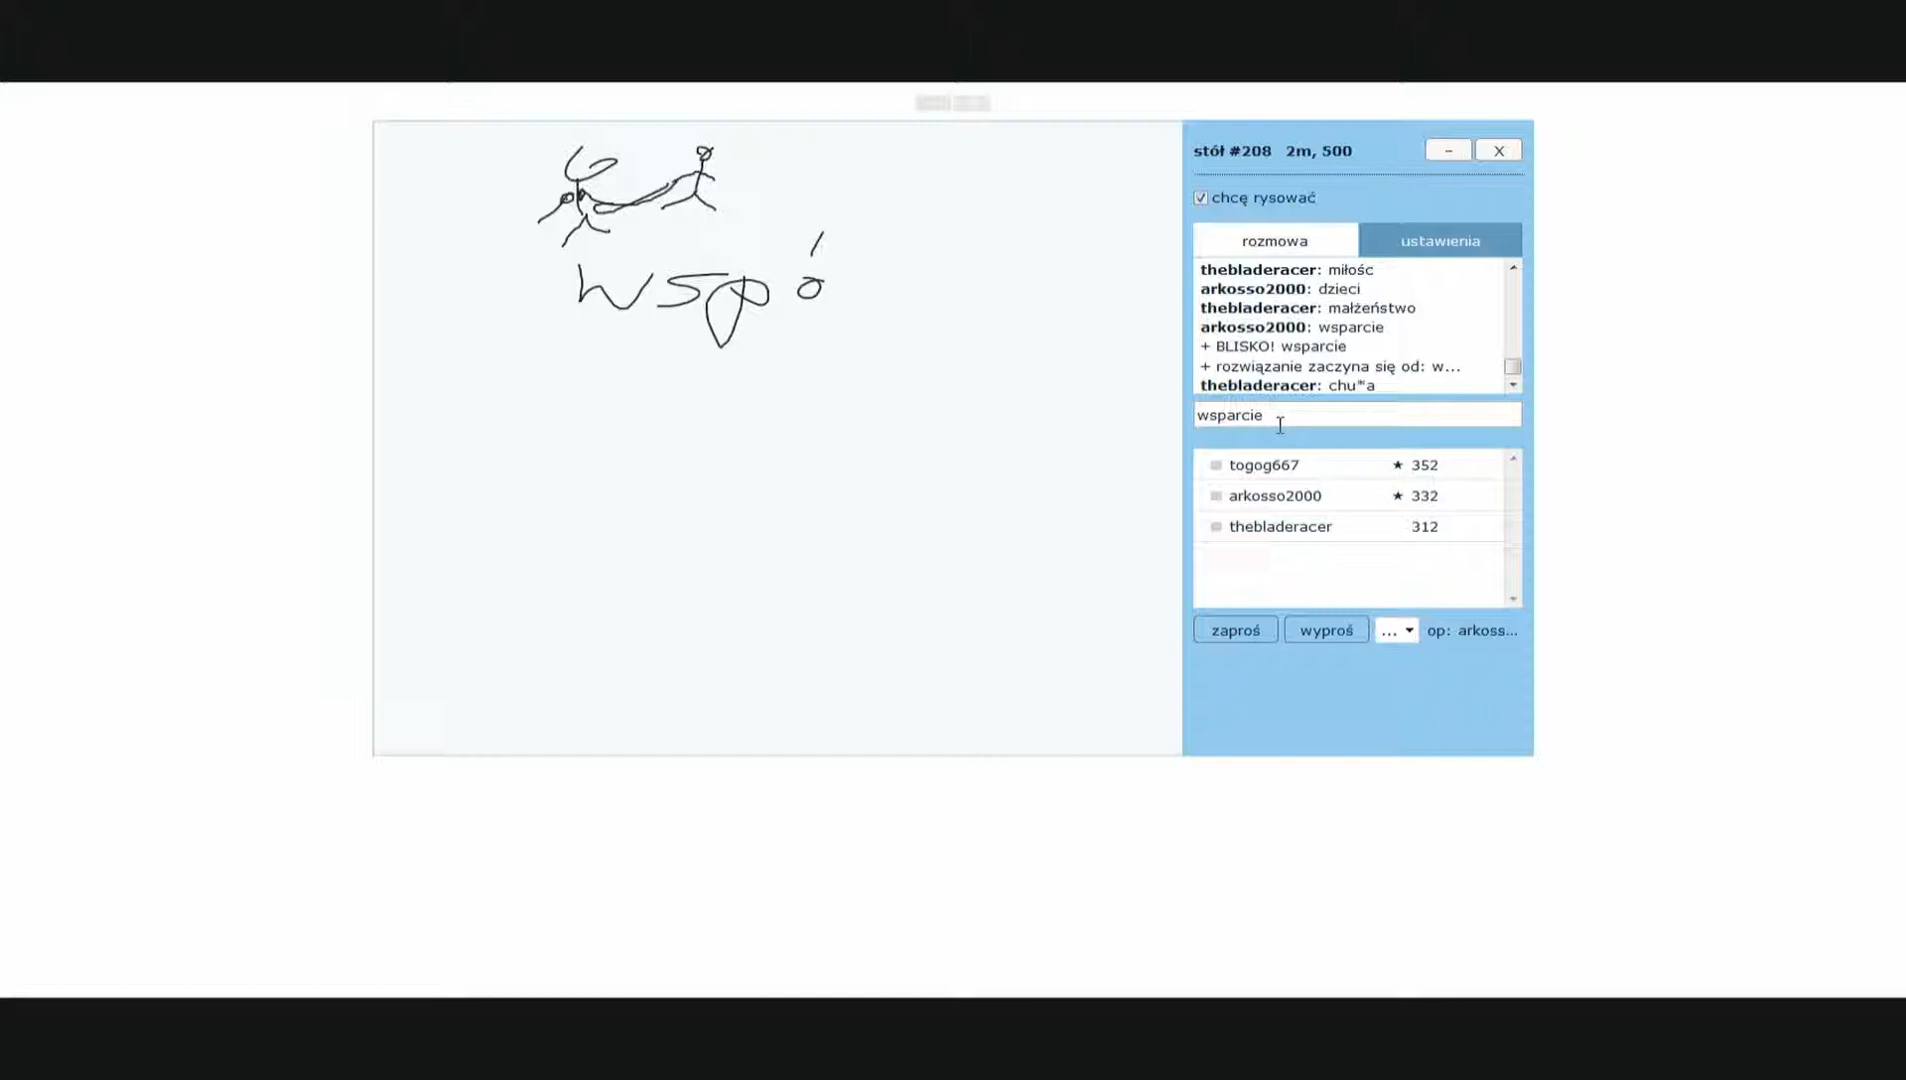 wspó
stół #208 2m, 500
–
X
chcę rysować
rozmowa
ustawienia
thebladeracer: miłośc
arkosso2000: dzieci
thebladeracer: małżeństwo
arkosso2000: wsparcie
+ BLISKO! wsparcie
+ rozwiązanie zaczyna się od: w...
thebladeracer: chu*a
wsparcie
togog667 ★ 352
arkosso2000 ★ 332
thebladeracer 312
zaproś
wyproś
...
op: arkoss...